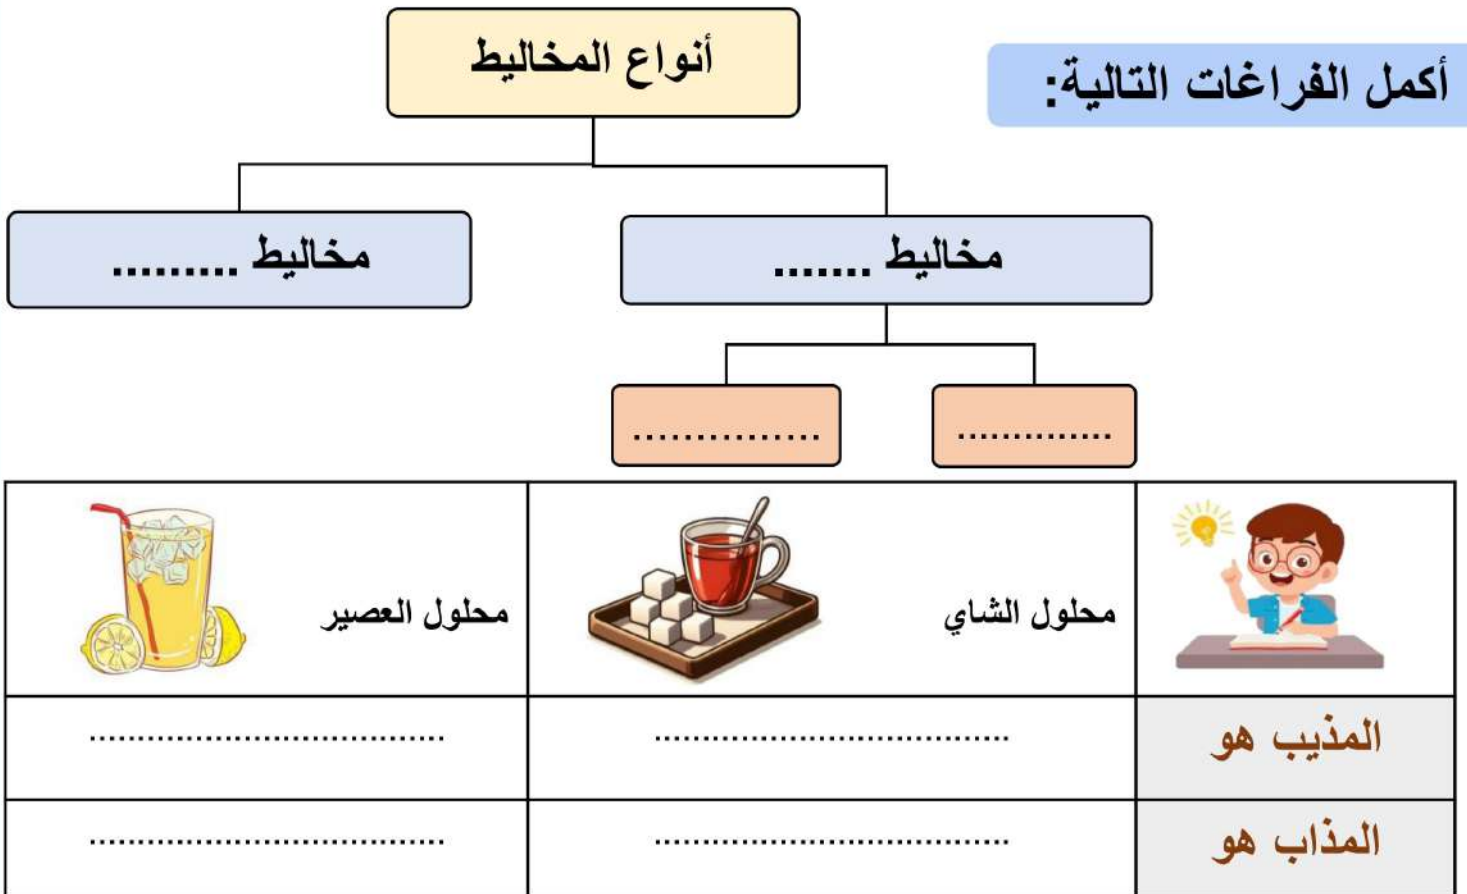 أكمل الفراغات التالية:
أنواع المخاليط
مخاليط .......
مخاليط .........
..............
...............
محلول الشاي
محلول العصير
المذيب هو
....................................
....................................
المذاب هو
....................................
....................................